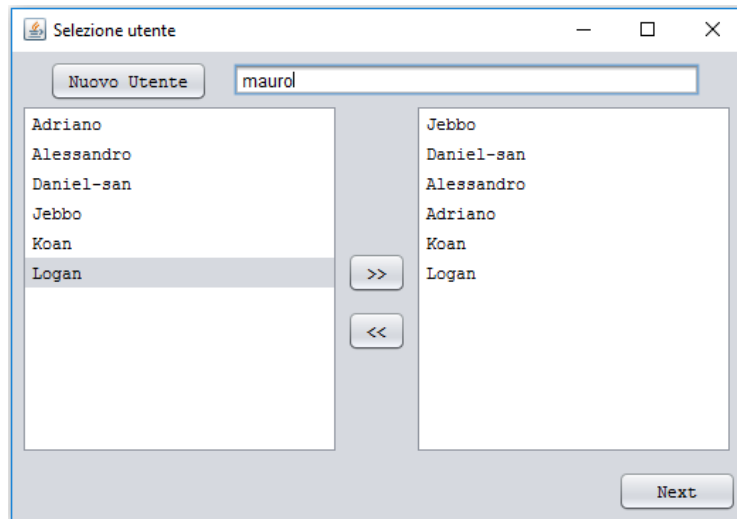 Selezione utente
Nuovo Utente maurol
Adriano
Alessandro
Daniel-san
Jebbo
Koan
Logan
>>
<<
Jebbo
Daniel-san
Alessandro
Adriano
Koan
Logan
Next